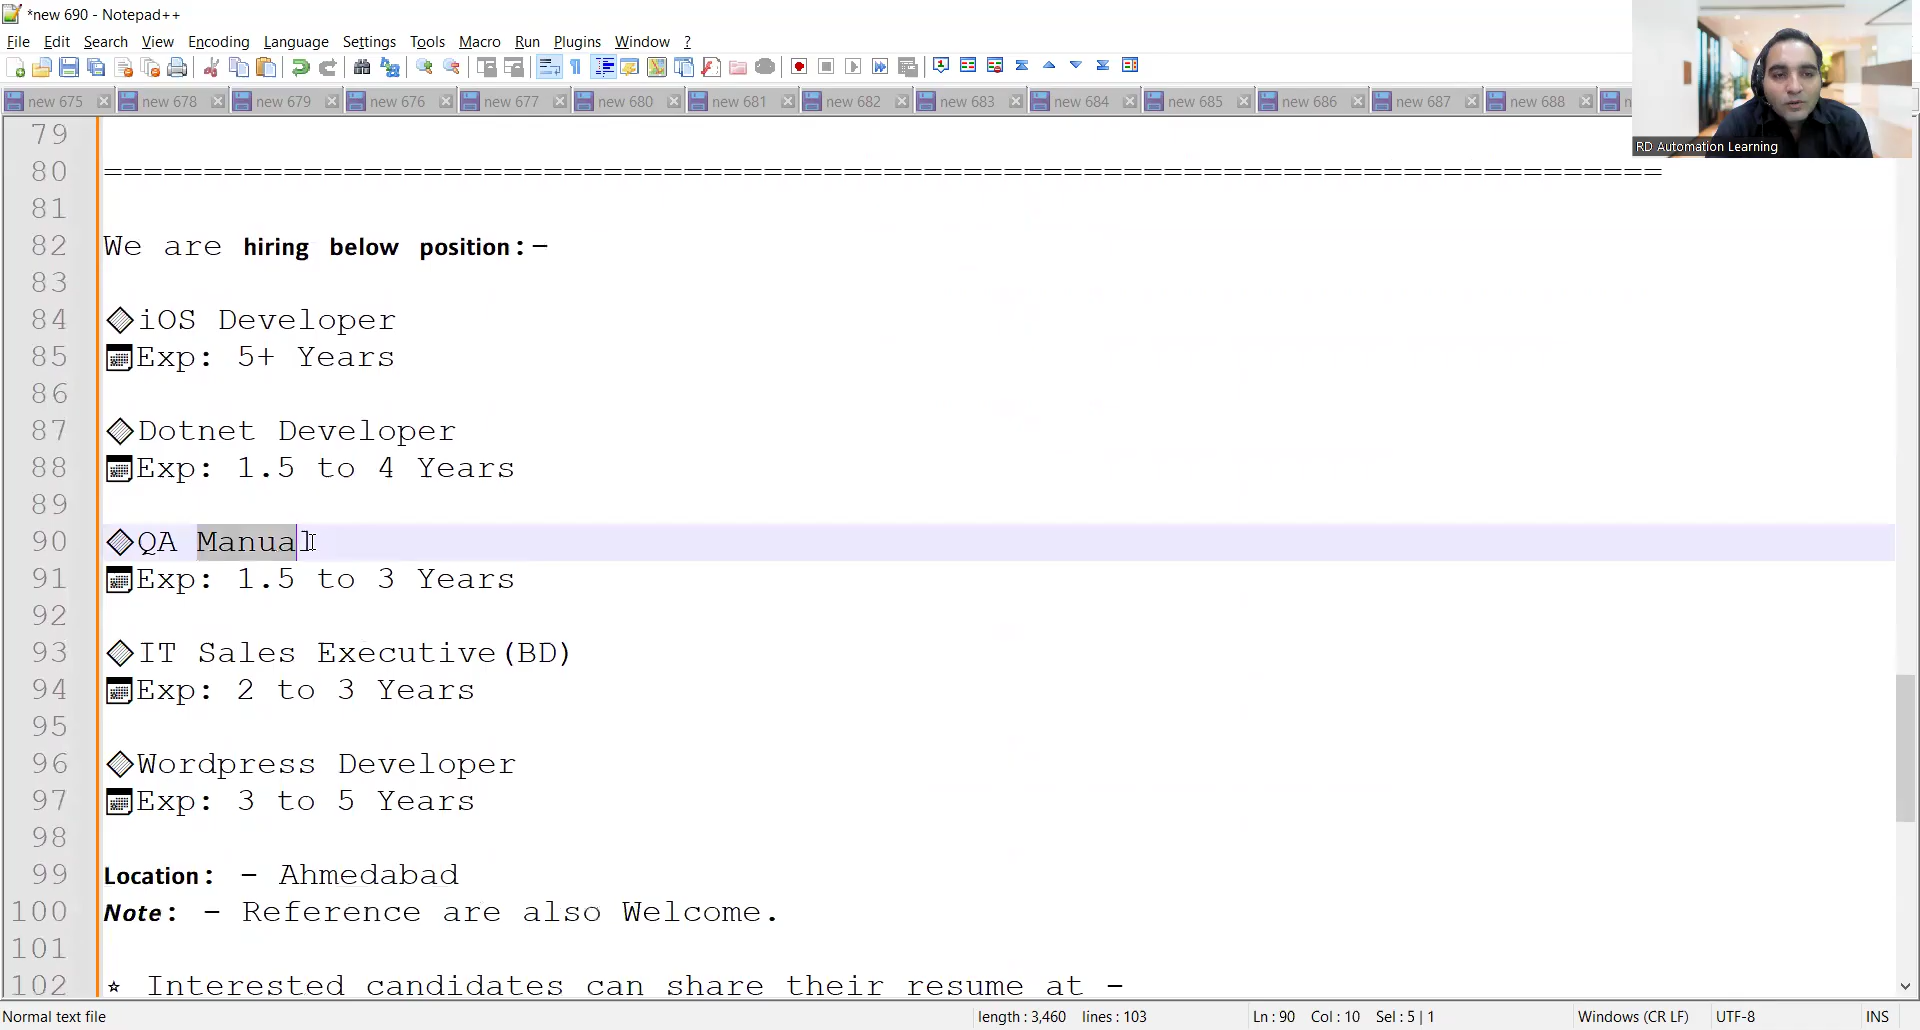 *new 690 - Notepad++
File Edit Search View Encoding Language Settings Tools Macro Run Plugins Window ?
new 675 new 678 new 679 new 676 new 677 new 680 new 681 new 682 new 683 new 684 new 685 new 686 new 687 new 688
RD Automation Learning
79
80 ==============================================================================
81
82 We are hiring below position:-
83
84 iOS Developer
85 Exp: 5+ Years
86
87 Dotnet Developer
88 Exp: 1.5 to 4 Years
89
90 QA Manual
91 Exp: 1.5 to 3 Years
92
93 IT Sales Executive(BD)
94 Exp: 2 to 3 Years
95
96 Wordpress Developer
97 Exp: 3 to 5 Years
98
99 Location: - Ahmedabad
100 Note: - Reference are also Welcome.
101
102 ☆ Interested candidates can share their resume at -
Normal text file length : 3,460 lines : 103 Ln : 90 Col : 10 Sel : 5 | 1 Windows (CR LF) UTF-8 INS